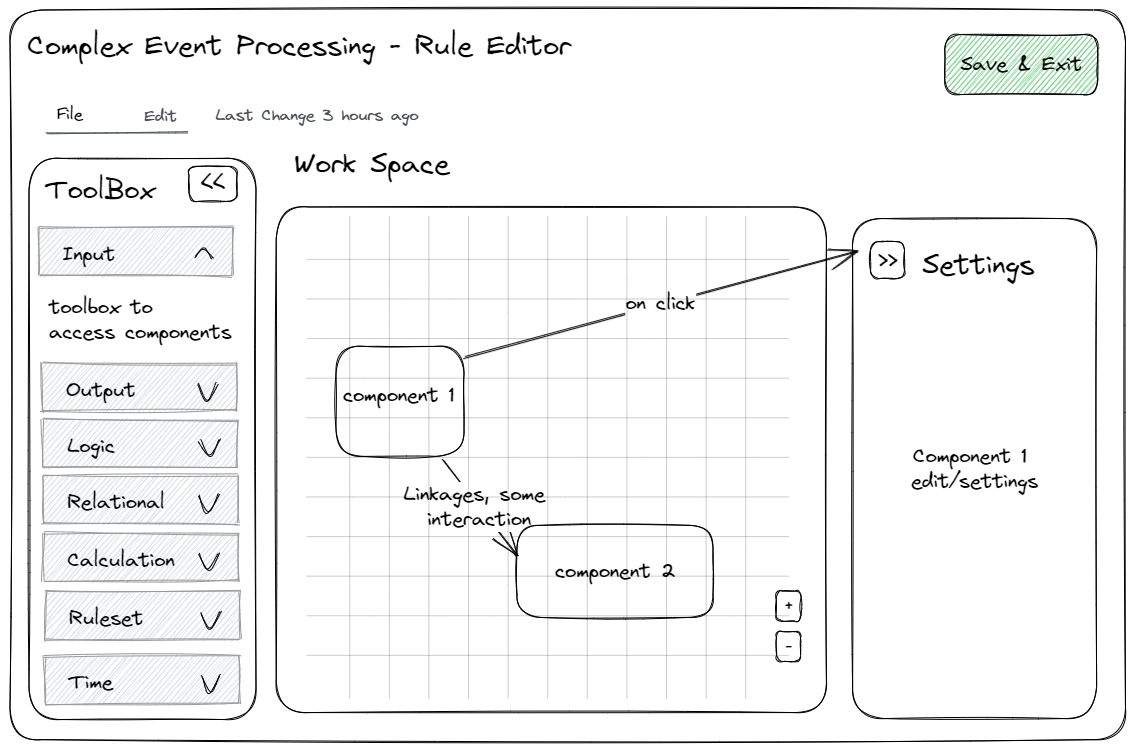 Complex Event Processing - Rule Editor
Save & Exit
File
Edit
Last Change 3 hours ago
ToolBox
<<
Work Space
Input
toolbox to
access components
Output
Logic
Relational
Calculation
Ruleset
Time
on click
component 1
Linkages, some
interaction
component 2
+
-
>>
Settings
Component 1
edit/settings